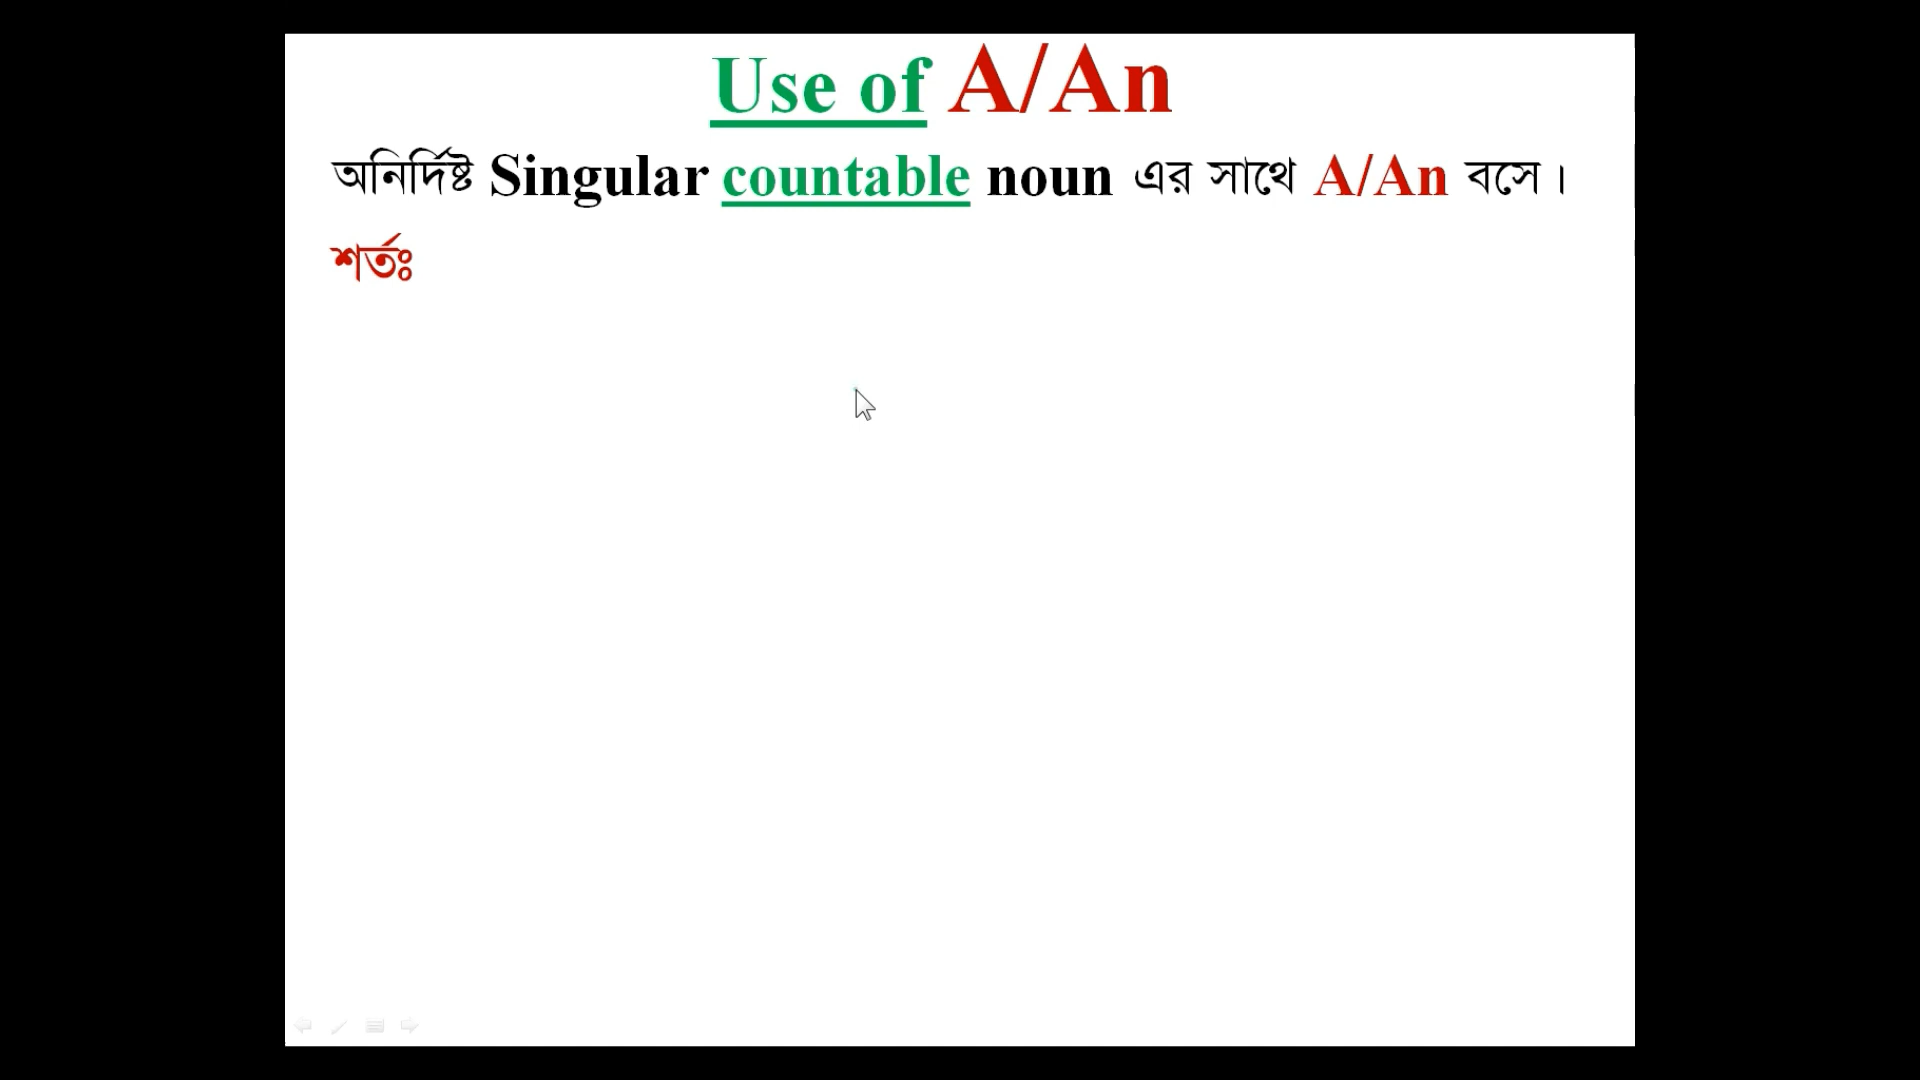 Use of A/An
অনির্দিষ্ট Singular countable noun এর সাথে A/An বসে।
শর্তঃ